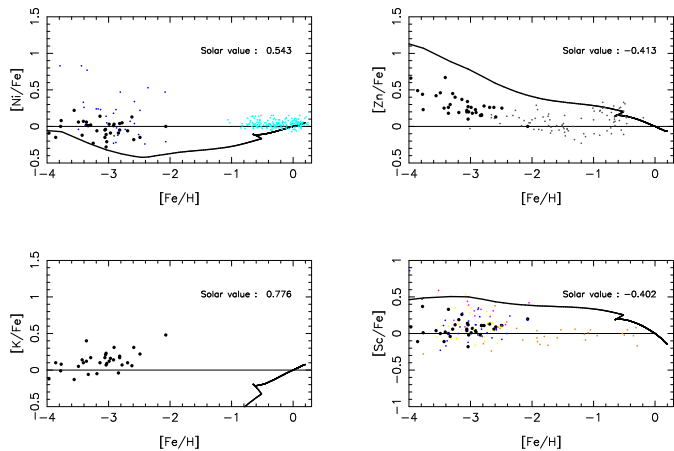 [Ni/Fe]
1.5
1
0.5
0
0.5
Solar value : 0.543
−4 −3 −2 −1 0
[Fe/H]
[Zn/Fe]
1.5
1
0.5
0
0.5
Solar value : −0.413
−4 −3 −2 −1 0
[Fe/H]
[K/Fe]
1.5
1
0.5
0
0.5
Solar value : 0.776
−4 −3 −2 −1 0
[Fe/H]
[Sc/Fe]
1
0.5
0
−0.5
−1
Solar value : −0.402
−4 −3 −2 −1 0
[Fe/H]